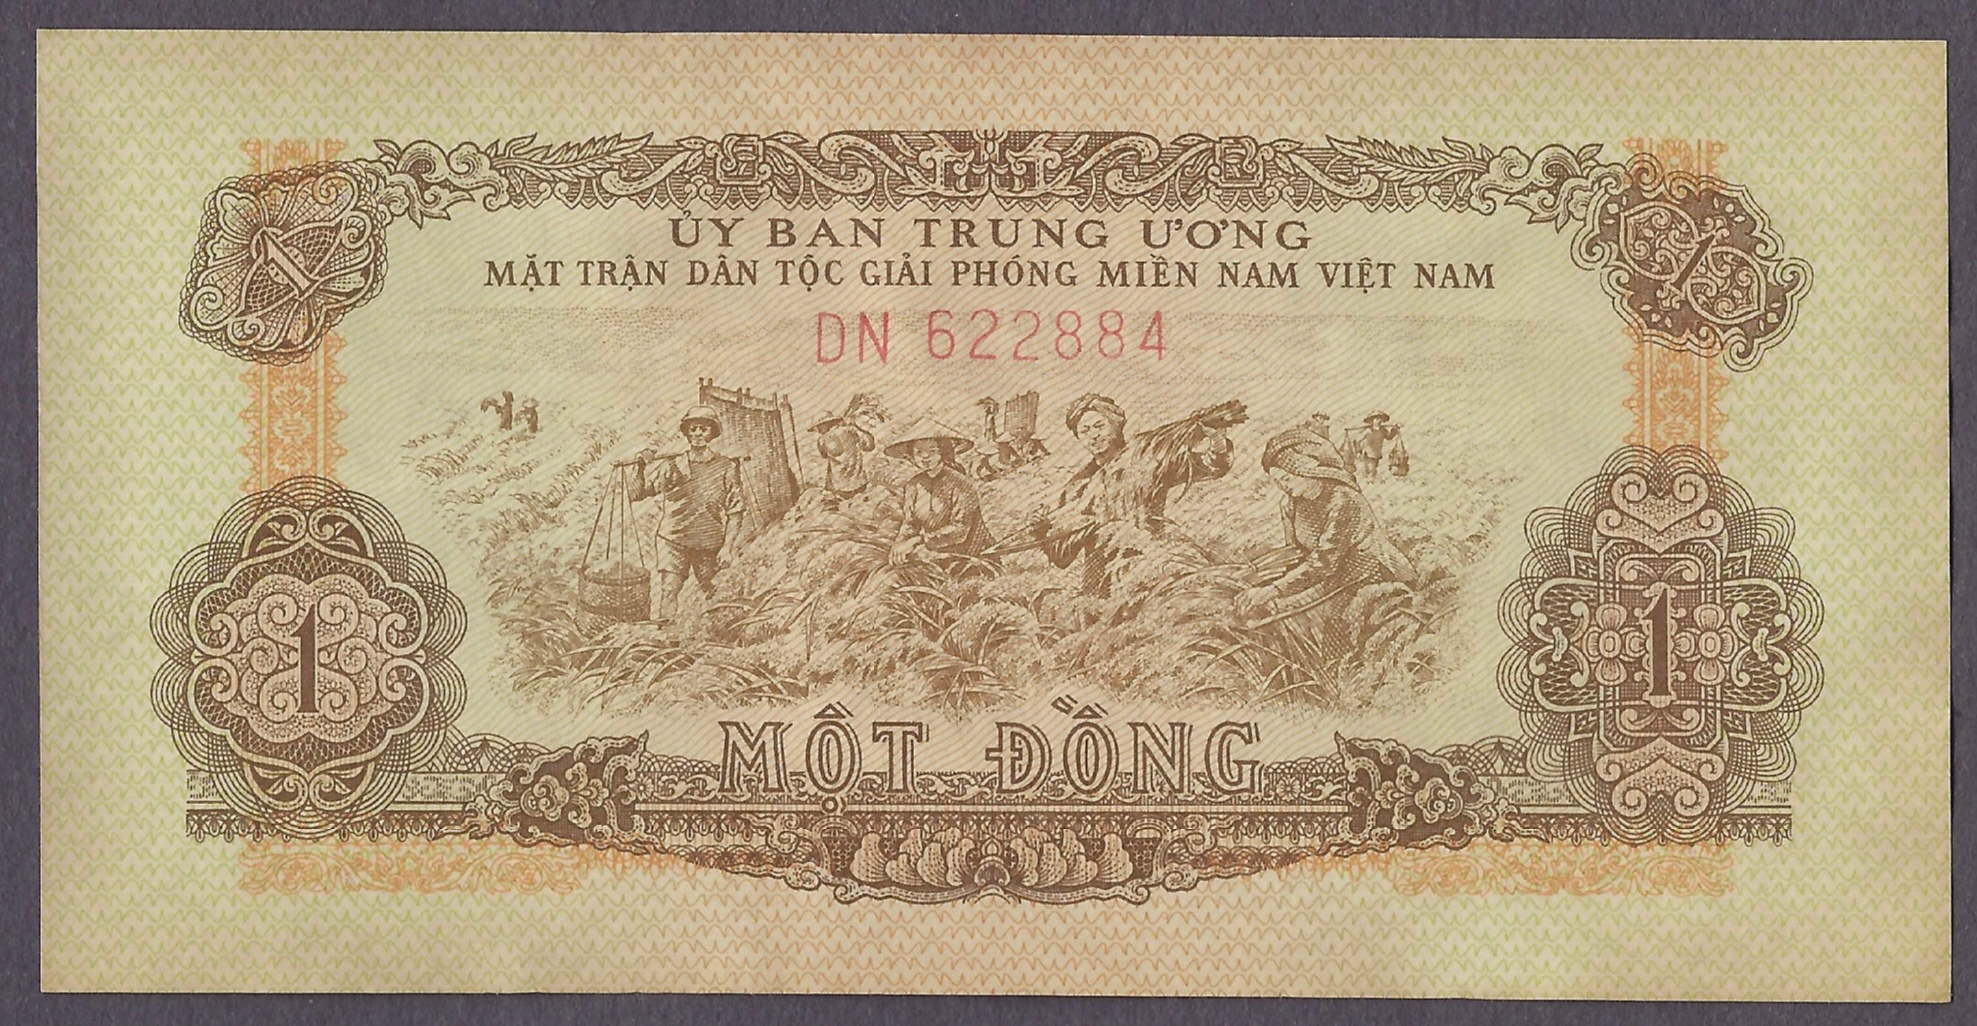 1
1
ỦY BAN TRUNG ƯƠNG
MẶT TRẬN DÂN TỘC GIẢI PHÓNG MIỀN NAM VIỆT NAM
DN 622884
1
1
MỘT ĐỒNG